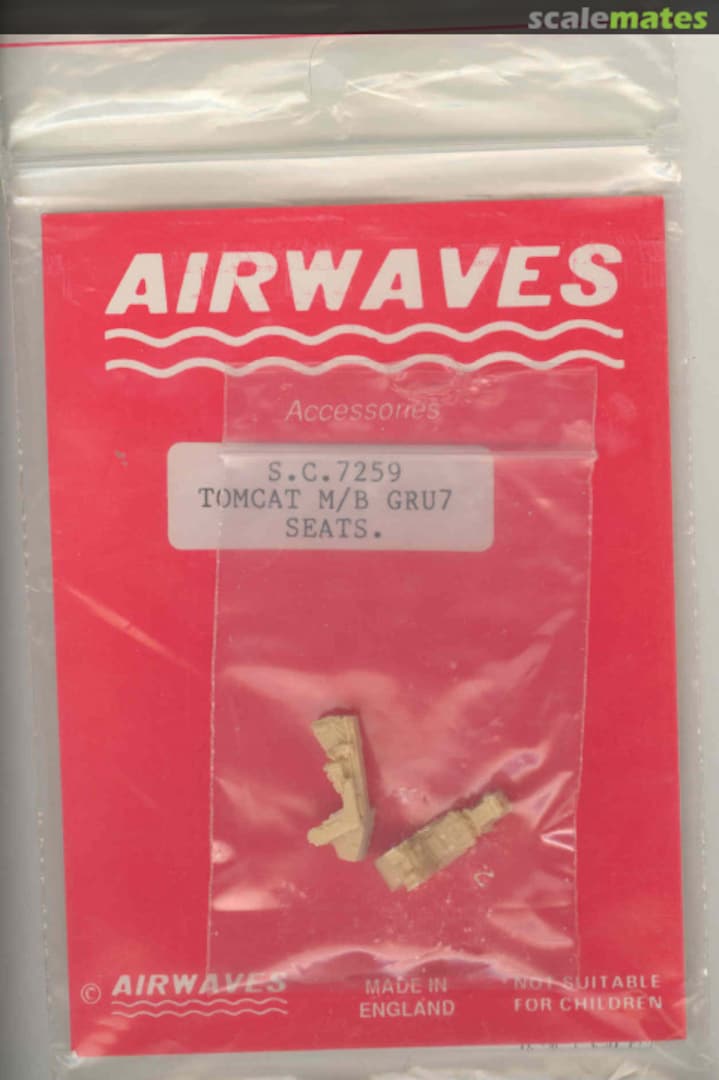 scalemates
AIRWAVES
Accessories
S.C.7259
TOMCAT M/B GRU7
SEATS.
© AIRWAVES
MADE IN
ENGLAND
NOT SUITABLE
FOR CHILDREN